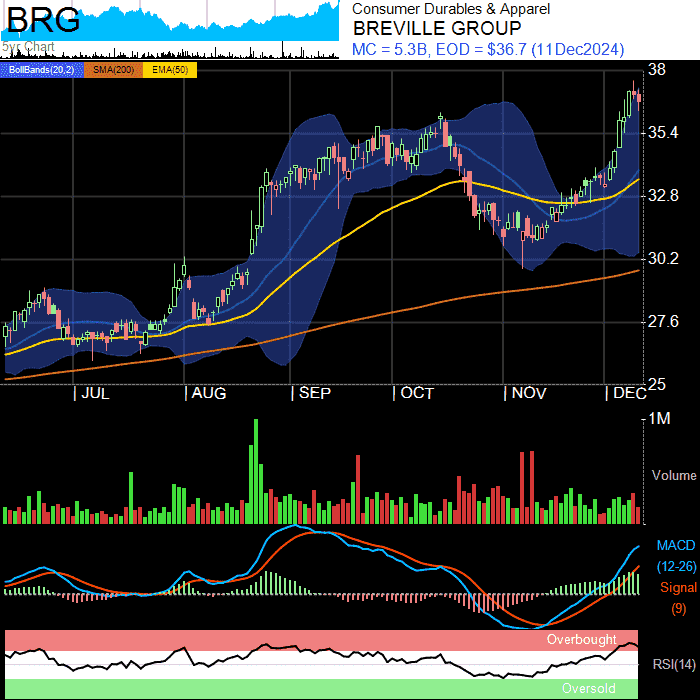 BRG
5yr Chart
Consumer Durables & Apparel
BREVILLE GROUP
MC = 5.3B, EOD = $36.7 (11Dec2024)
BollBands(20,2) SMA(200) EMA(50)
38
35.4
32.8
30.2
27.6
25
| JUL | AUG | SEP | OCT | NOV | DEC
1M
Volume
MACD
(12-26)
Signal
(9)
Overbought
RSI(14)
Oversold